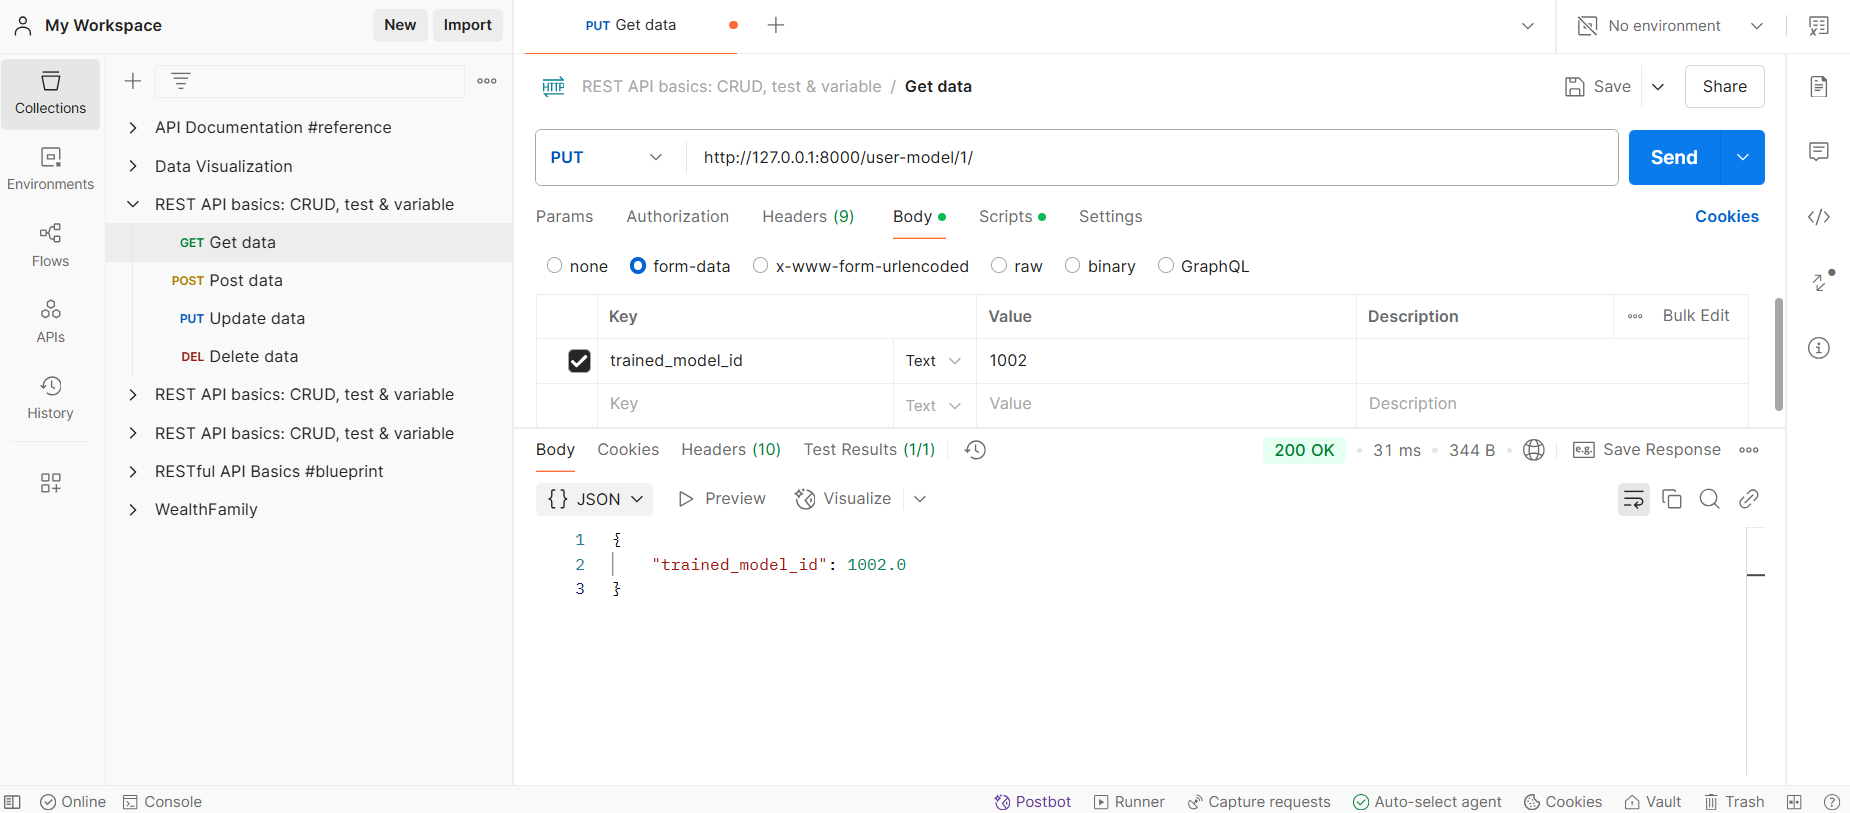 My Workspace
New
Import
PUT Get data
No environment
Collections
Environments
Flows
APIs
History
API Documentation #reference
Data Visualization
REST API basics: CRUD, test & variable
GET Get data
POST Post data
PUT Update data
DEL Delete data
REST API basics: CRUD, test & variable
REST API basics: CRUD, test & variable
RESTful API Basics #blueprint
WealthFamily
HTTP REST API basics: CRUD, test & variable / Get data
Save
Share
PUT http://127.0.0.1:8000/user-model/1/
Send
Params Authorization Headers (9) Body Scripts Settings Cookies
none form-data x-www-form-urlencoded raw binary GraphQL
Key Value Description Bulk Edit
trained_model_id Text 1002
Key Text Value Description
Body Cookies Headers (10) Test Results (1/1) 200 OK 31 ms 344 B e.g. Save Response
{} JSON Preview Visualize
1 {
2 "trained_model_id": 1002.0
3 }
Online Console Postbot Runner Capture requests Auto-select agent Cookies Vault Trash